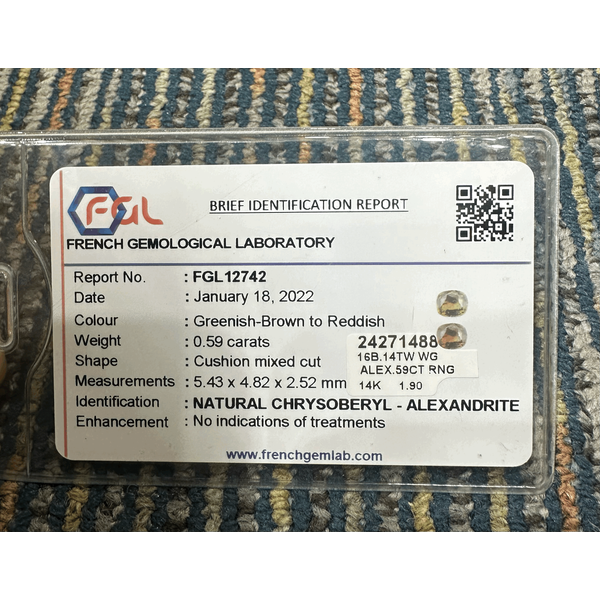 FGL
BRIEF IDENTIFICATION REPORT
FRENCH GEMOLOGICAL LABORATORY
Report No. : FGL12742
Date : January 18, 2022
Colour : Greenish-Brown to Reddish
Weight : 0.59 carats
Shape : Cushion mixed cut
Measurements : 5.43 x 4.82 x 2.52 mm
Identification : NATURAL CHRYSOBERYL - ALEXANDRITE
Enhancement : No indications of treatments
24271488
16B.14TW WG
ALEX.59CT RNG
14K 1.90
www.frenchgemlab.com